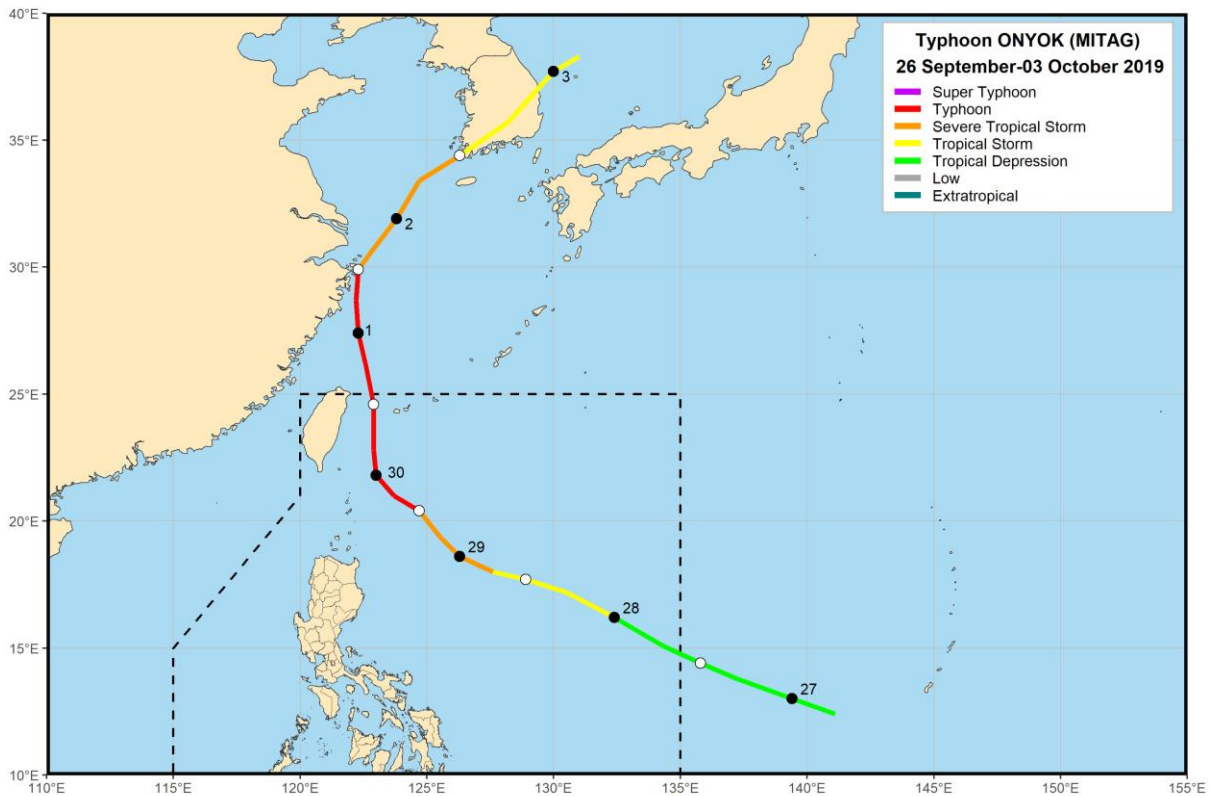 Typhoon ONYOK (MITAG)
26 September-03 October 2019
Super Typhoon
Typhoon
Severe Tropical Storm
Tropical Storm
Tropical Depression
Low
Extratropical
40°E
35°E
30°E
25°E
20°E
15°E
10°E
3
2
1
30
29
28
27
110°E 115°E 120°E 125°E 130°E 135°E 140°E 145°E 150°E 155°E